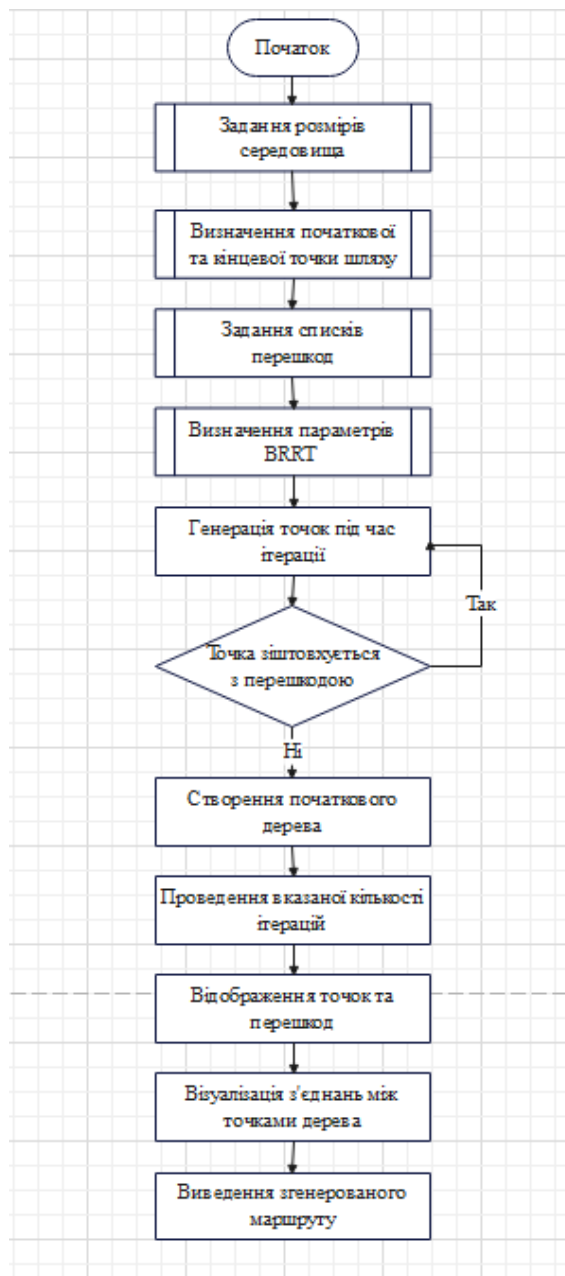 Початок
Задання розмірів
середовища
Визначення початкової
та кінцевої точки шляху
Задання списків
перешкод
Визначення параметрів
BRRT
Генерація точок під час
ітерації
Так
Точка зіштовхується
з перешкодою
Ні
Створення початкового
дерева
Проведення вказаної кількості
ітерацій
Відображення точок та
перешкод
Візуалізація з'єднань між
точками дерева
Виведення згенерованого
маршруту